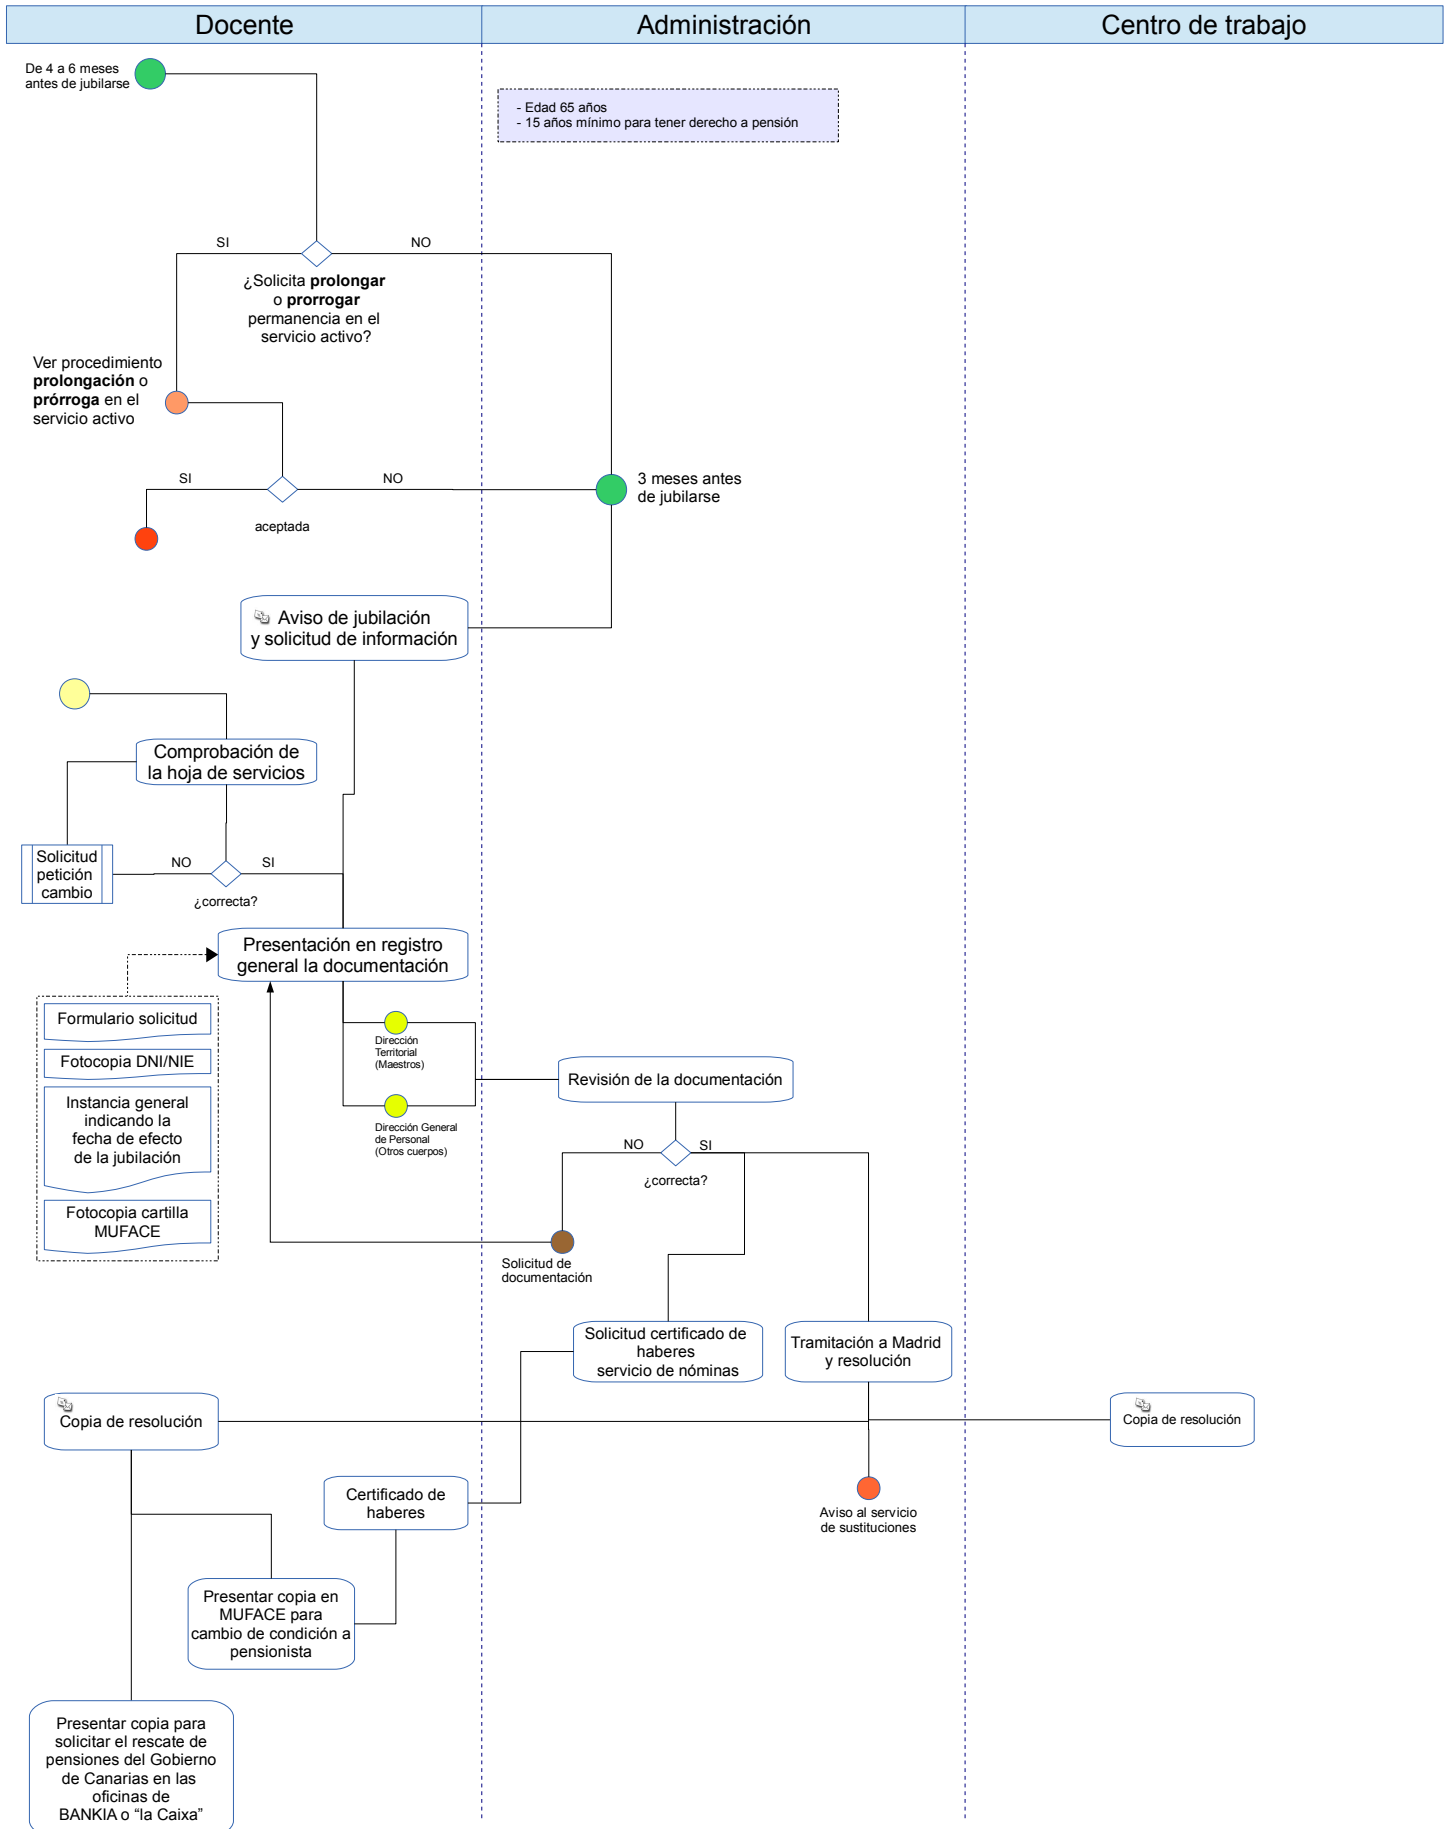 Docente
Administración
Centro de trabajo
De 4 a 6 meses
antes de jubilarse
- Edad 65 años
- 15 años mínimo para tener derecho a pensión
SI
NO
¿Solicita prolongar
o prorrogar
permanencia en el
servicio activo?
Ver procedimiento
prolongación o
prórroga en el
servicio activo
SI
NO
aceptada
3 meses antes
de jubilarse
Aviso de jubilación
y solicitud de información
Comprobación de
la hoja de servicios
Solicitud
petición
cambio
NO
SI
¿correcta?
Presentación en registro
general la documentación
Formulario solicitud
Fotocopia DNI/NIE
Instancia general
indicando la
fecha de efecto
de la jubilación
Fotocopia cartilla
MUFACE
Dirección
Territorial
(Maestros)
Dirección General
de Personal
(Otros cuerpos)
Revisión de la documentación
NO
SI
¿correcta?
Solicitud de
documentación
Solicitud certificado de
haberes
servicio de nóminas
Tramitación a Madrid
y resolución
Copia de resolución
Copia de resolución
Certificado de
haberes
Aviso al servicio
de sustituciones
Presentar copia en
MUFACE para
cambio de condición a
pensionista
Presentar copia para
solicitar el rescate de
pensiones del Gobierno
de Canarias en las
oficinas de
BANKIA o “la Caixa”